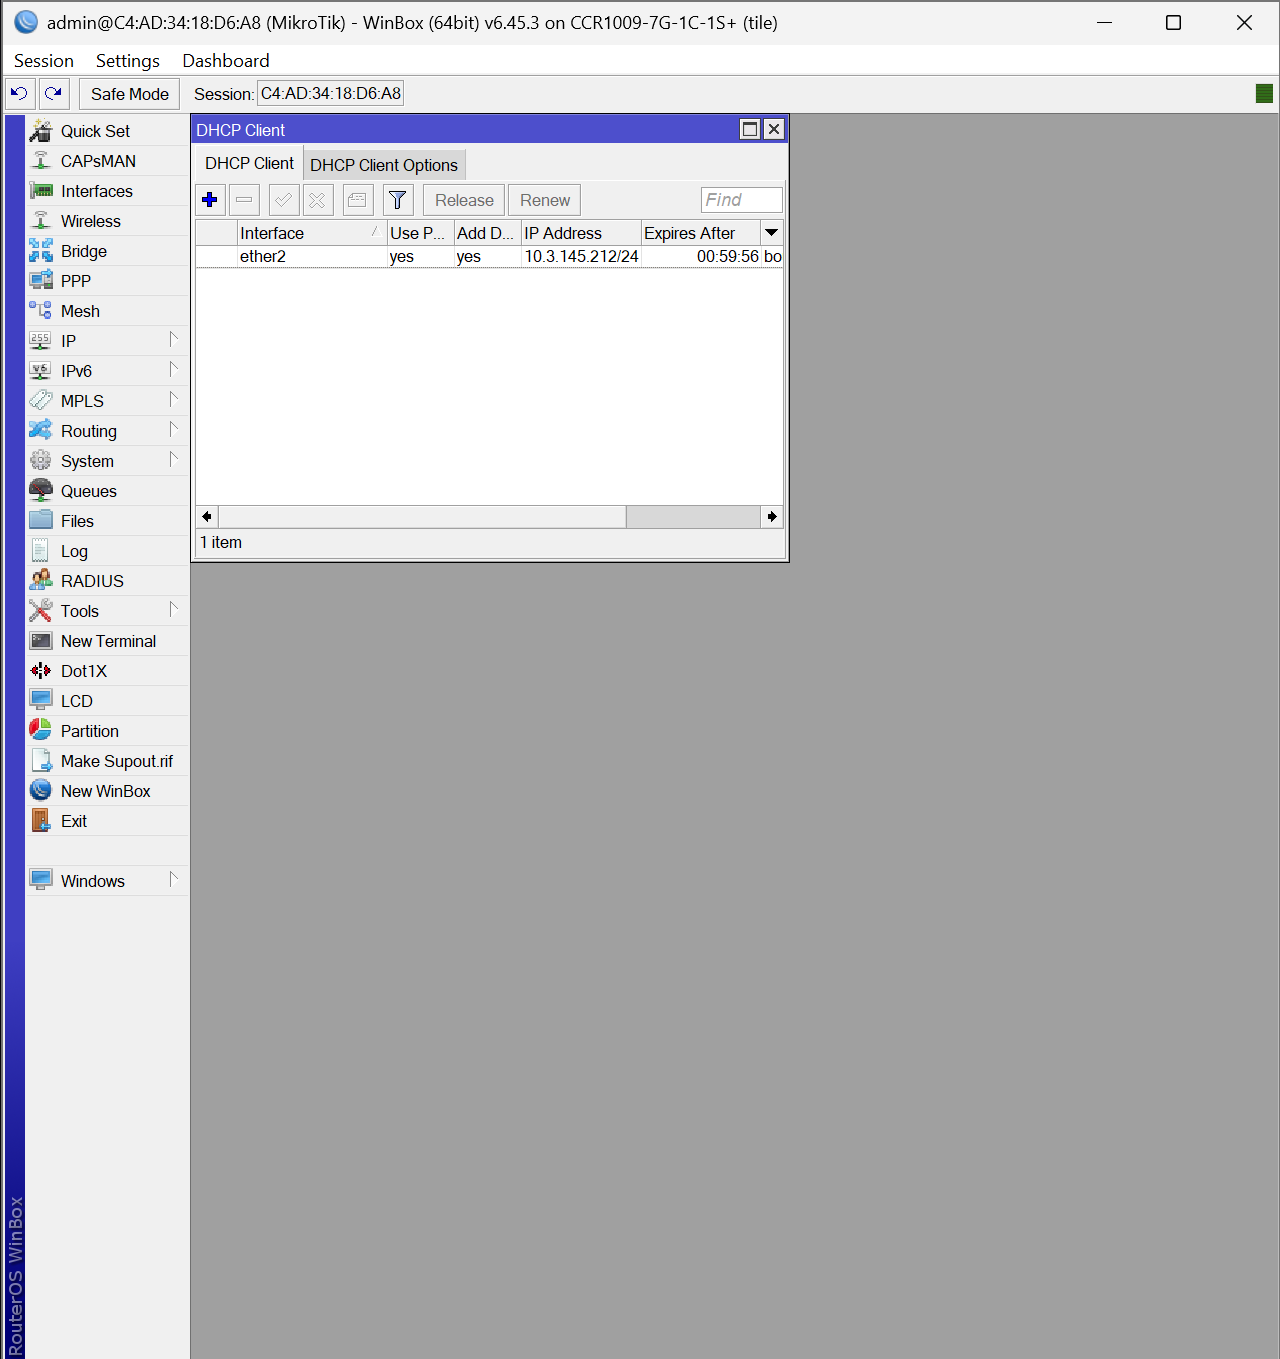 admin@C4:AD:34:18:D6:A8 (MikroTik) - WinBox (64bit) v6.45.3 on CCR1009-7G-1C-1S+ (tile)
Session Settings Dashboard
Safe Mode Session: C4:AD:34:18:D6:A8
DHCP Client
DHCP Client DHCP Client Options
Release Renew Find
Interface Use P... Add D... IP Address Expires After
ether2 yes yes 10.3.145.212/24 00:59:56 bo
1 item
Quick Set
CAPsMAN
Interfaces
Wireless
Bridge
PPP
Mesh
255 IP
v6 IPv6
MPLS
Routing
System
Queues
Files
Log
RADIUS
Tools
New Terminal
Dot1X
LCD
Partition
Make Supout.rif
New WinBox
Exit
Windows
RouterOS WinBox